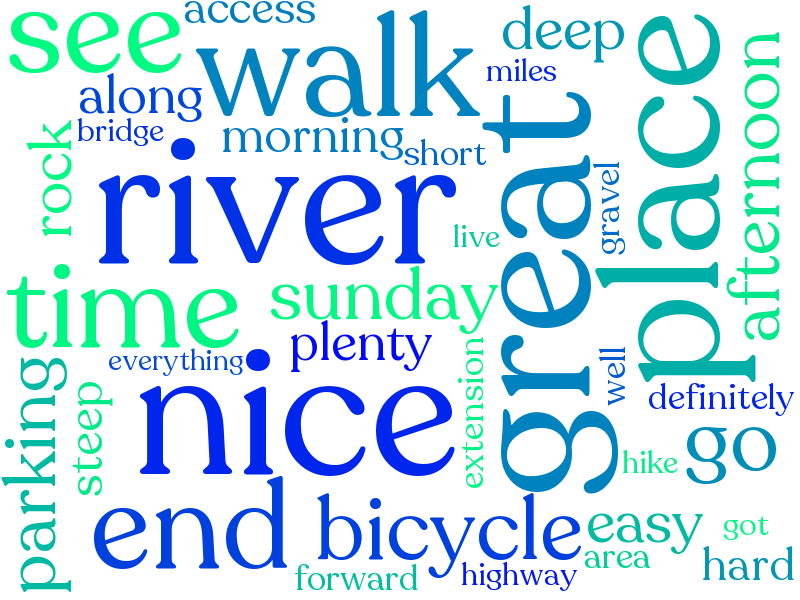 access
see
walk
deep
place
miles
along
afternoon
great
bridge
morning
rock
short
river
gravel
live
time
sunday
plenty
everything
extension
well
parking
nice
steep
definitely
go
hike
end
bicycle
easy
got
area
hard
forward
highway